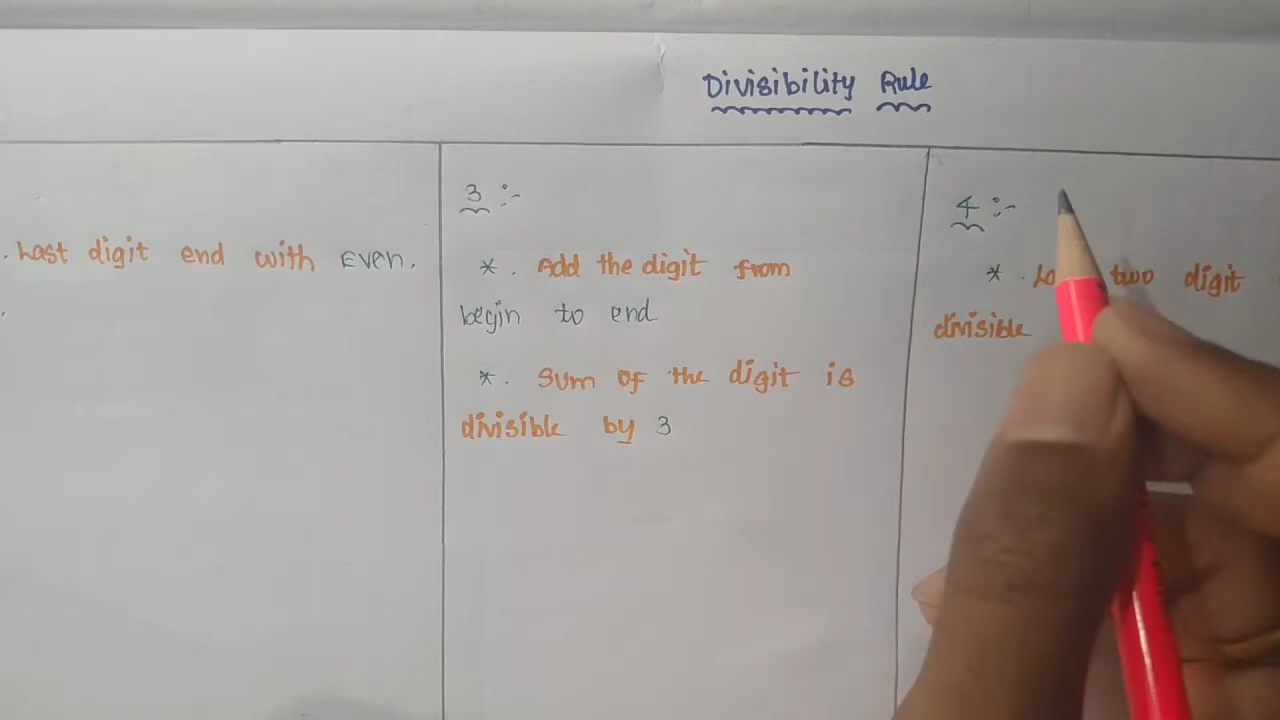 Divisibility Rule
. Last digit end with Even.
.
3 :-
*. Add the digit from
begin to end
*. Sum of the digit is
divisible by 3
4 :-
*. two digit
divisible